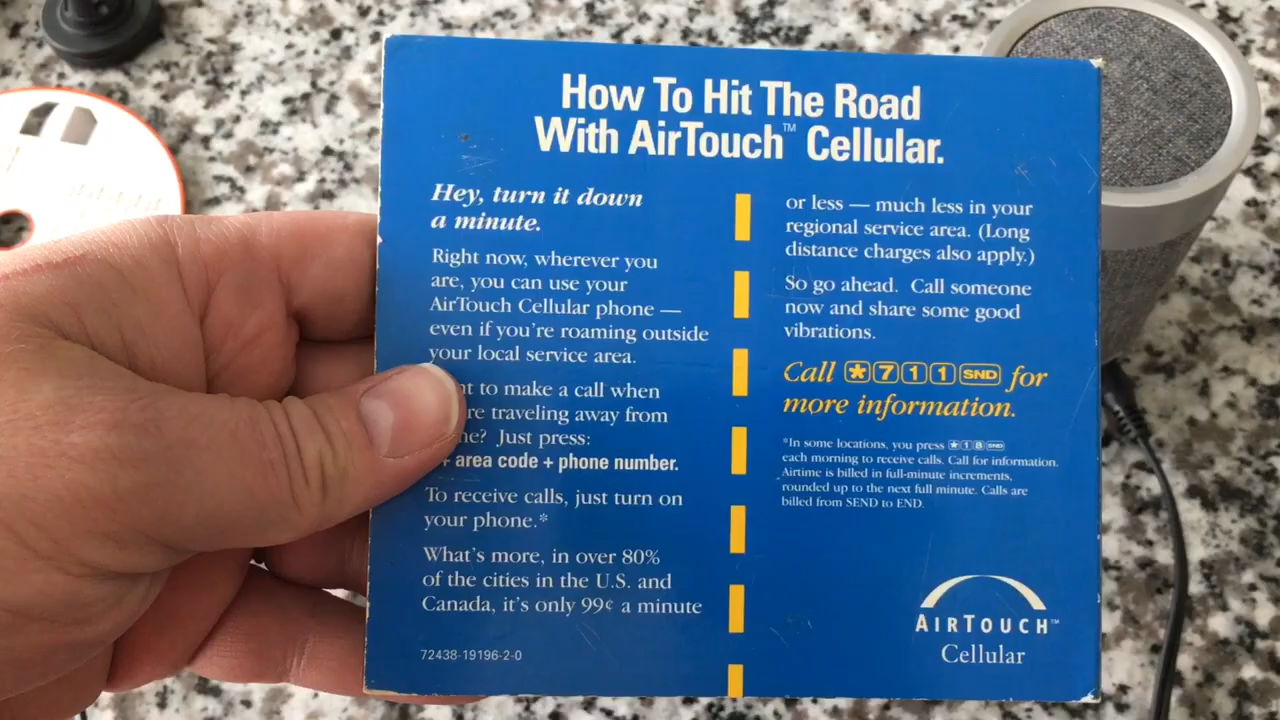 How To Hit The Road
With AirTouch™ Cellular.
Hey, turn it down
a minute.
Right now, wherever you
are, you can use your
AirTouch Cellular phone —
even if you're roaming outside
your local service area.
to make a call when
traveling away from
Just press:
+ area code + phone number.
To receive calls, just turn on
your phone.*
What's more, in over 80%
of the cities in the U.S. and
Canada, it's only 99¢ a minute
72438-19196-2-0
or less — much less in your
regional service area. (Long
distance charges also apply.)
So go ahead. Call someone
now and share some good
vibrations.
Call *711 SND for
more information.
*In some locations, you press *18 SND
each morning to receive calls. Call for information.
Airtime is billed in full-minute increments,
rounded up to the next full minute. Calls are
billed from SEND to END.
AIRTOUCH™
Cellular